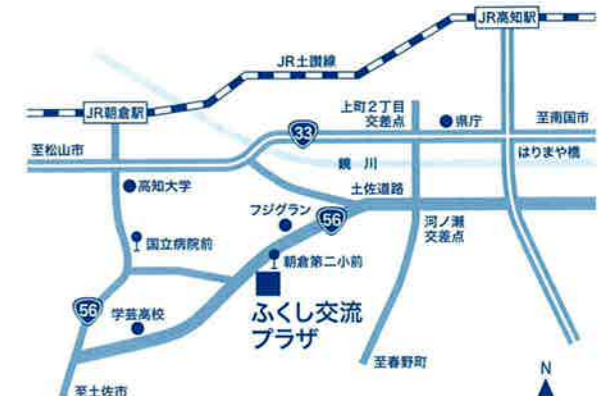 JR高知駅
JR土讃線
JR朝倉駅
上町2丁目
交差点
県庁
至南国市
33
至松山市
鏡 川
はりまや橋
高知大学
土佐道路
フジグラン
56
河ノ瀬
交差点
国立病院前
朝倉第二小前
56
学芸高校
ふくし交流
プラザ
至春野町
N
至土佐市